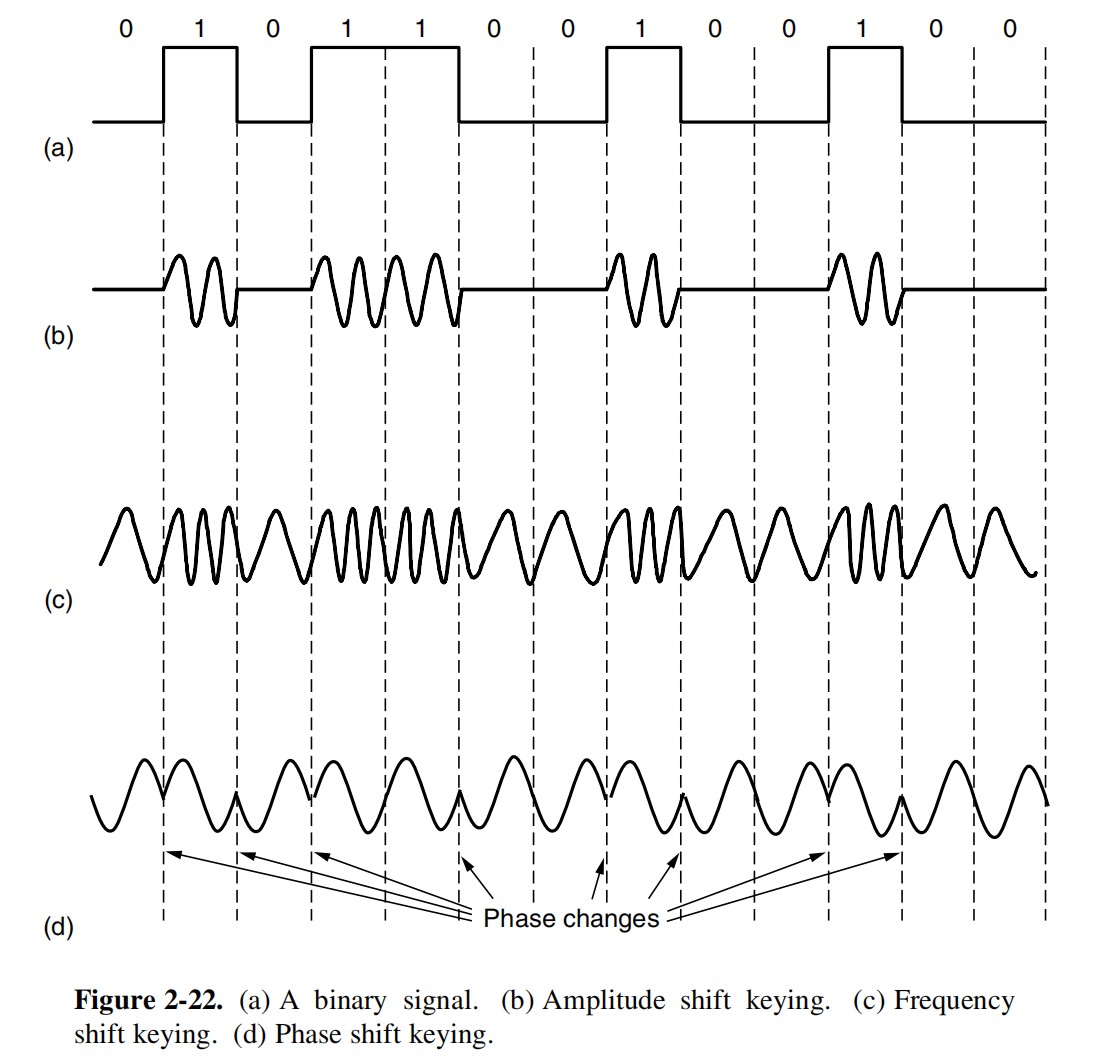 0 1 0 1 1 0 0 1 0 0 1 0 0
(a)
(b)
(c)
Phase changes
(d)
Figure 2-22. (a) A binary signal. (b) Amplitude shift keying. (c) Frequency
shift keying. (d) Phase shift keying.